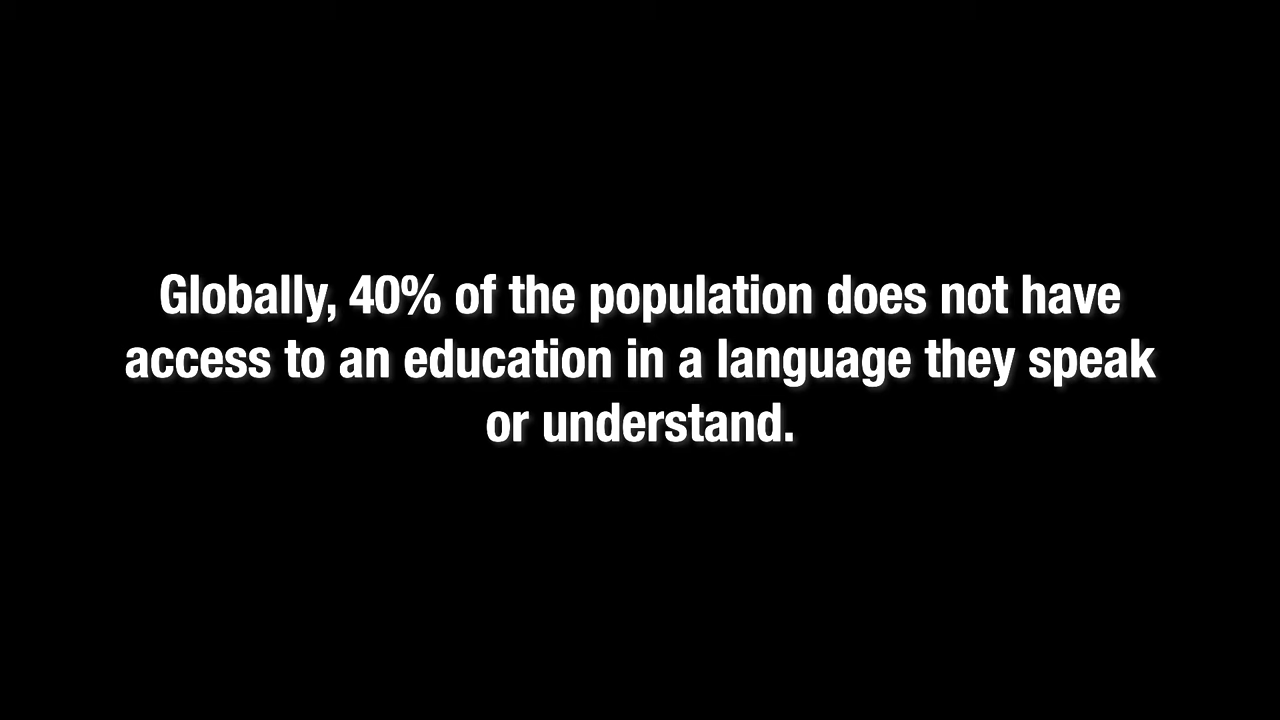 Globally, 40% of the population does not have
access to an education in a language they speak
or understand.